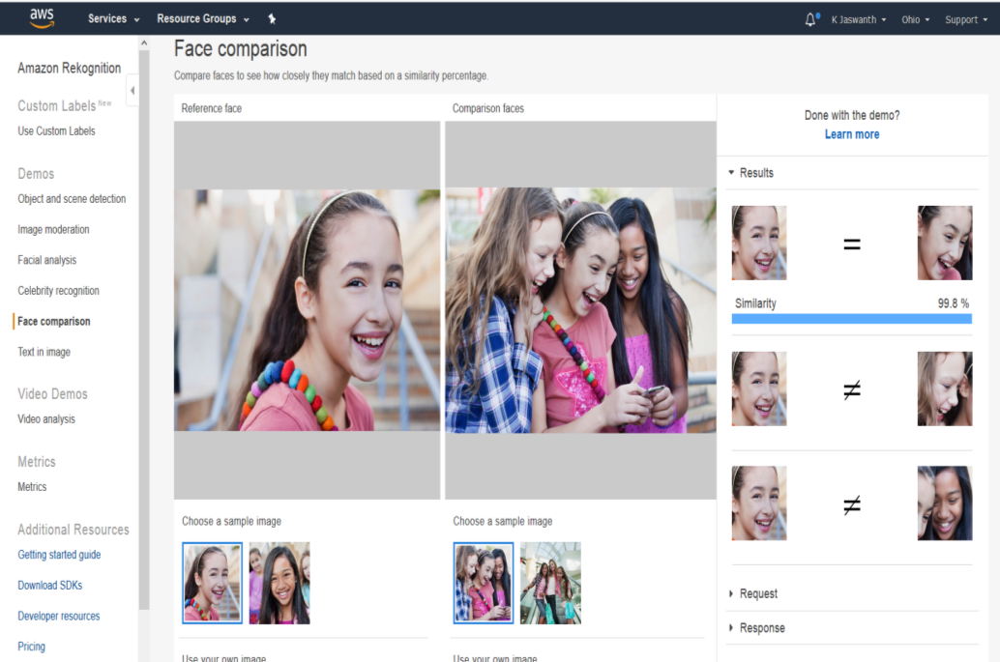 aws
Services
Resource Groups
K Jaswanth
Ohio
Support
Amazon Rekognition
Custom Labels New
Use Custom Labels
Demos
Object and scene detection
Image moderation
Facial analysis
Celebrity recognition
Face comparison
Text in image
Video Demos
Video analysis
Metrics
Metrics
Additional Resources
Getting started guide
Download SDKs
Developer resources
Pricing
Face comparison
Compare faces to see how closely they match based on a similarity percentage.
Reference face
Comparison faces
Choose a sample image
Choose a sample image
Use your own image
Use your own image
Done with the demo?
Learn more
Results
=
Similarity 99.8 %
≠
≠
Request
Response